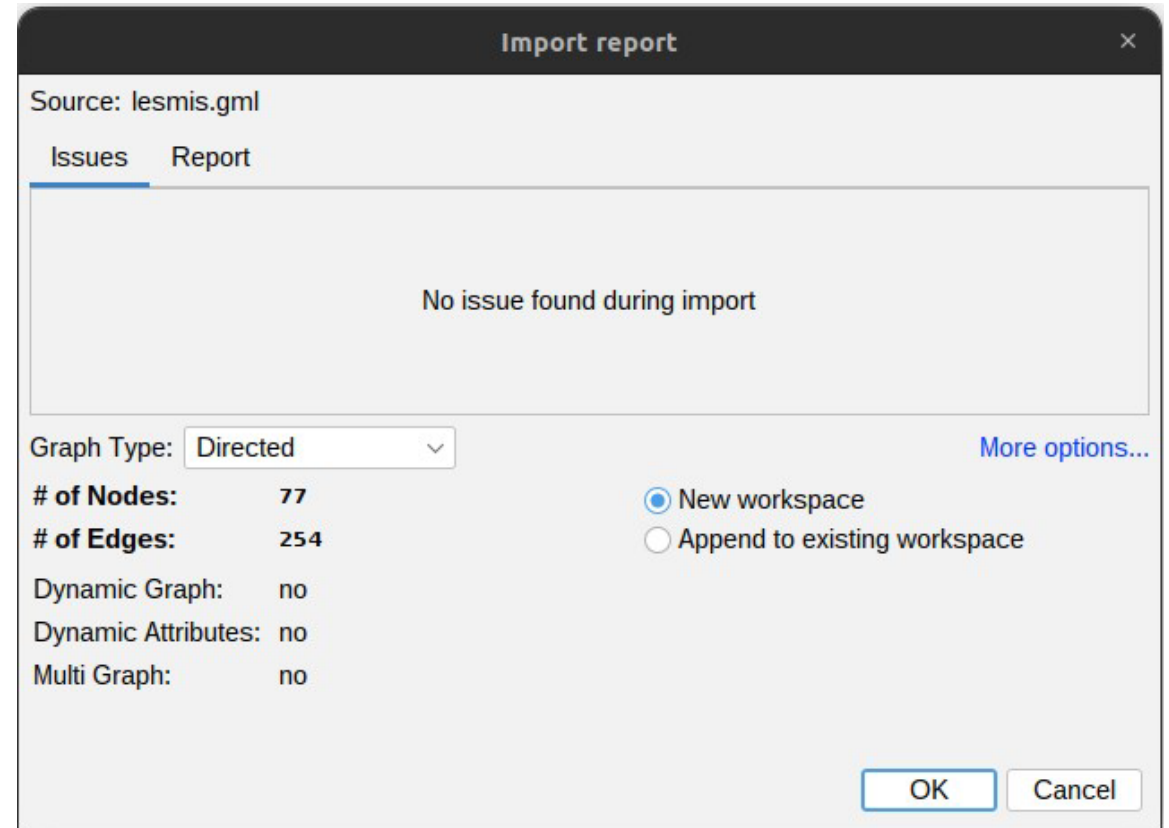 Import report ×
Source: lesmis.gml
Issues Report
No issue found during import
Graph Type: Directed More options...
# of Nodes: 77 New workspace
# of Edges: 254 Append to existing workspace
Dynamic Graph: no
Dynamic Attributes: no
Multi Graph: no
OK Cancel